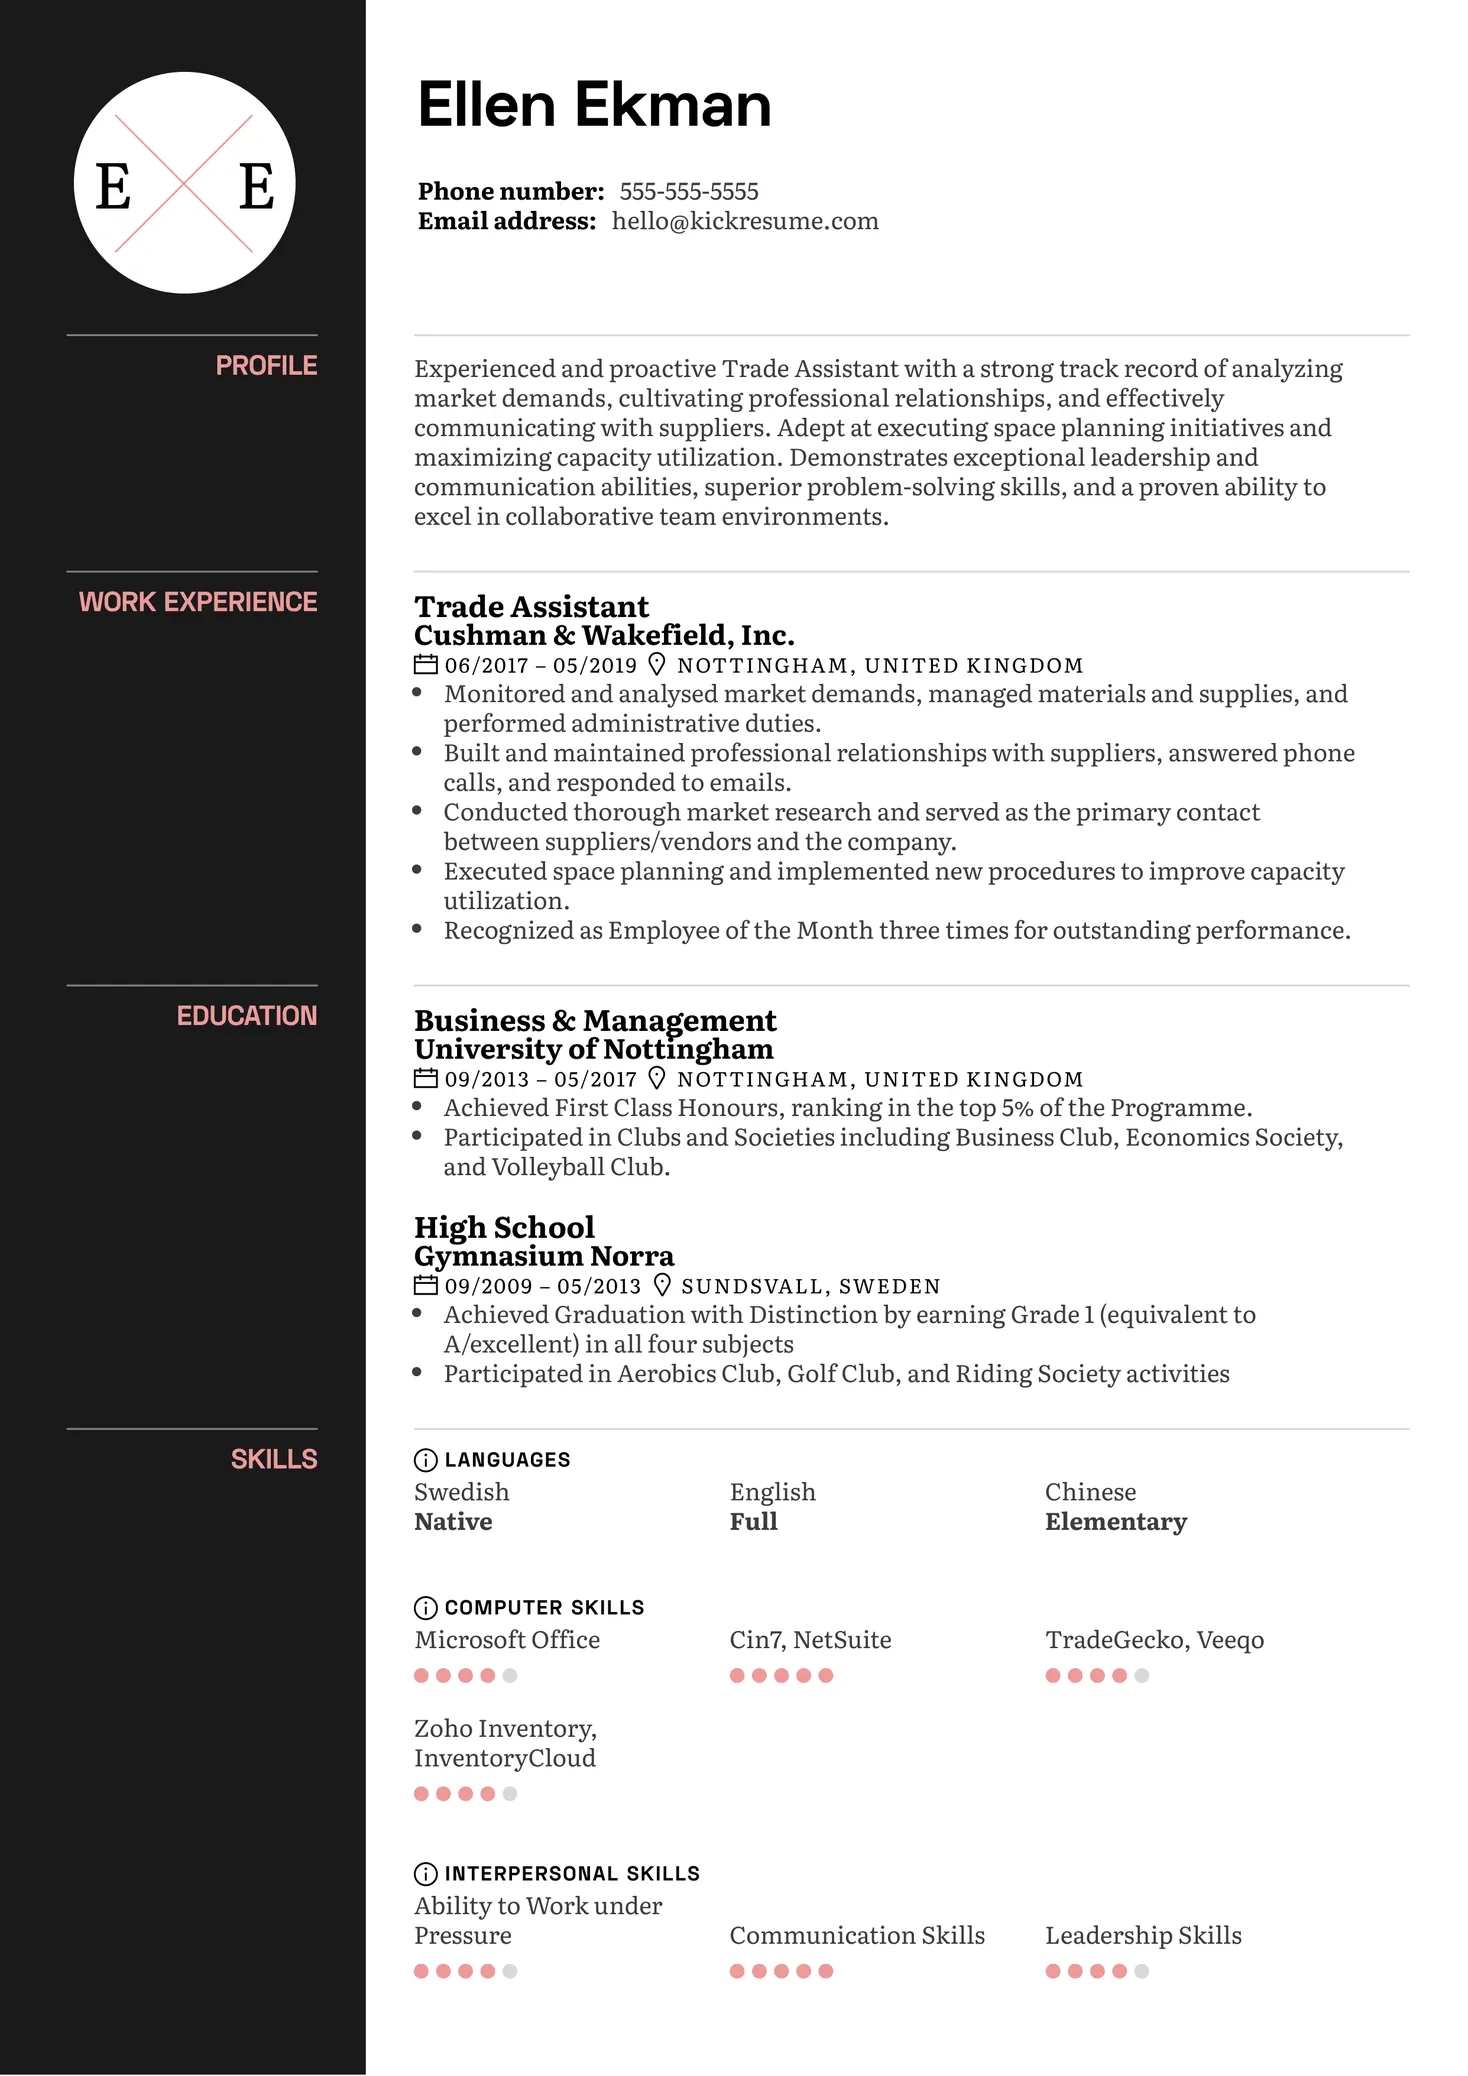 E E
Ellen Ekman
Phone number: 555-555-5555
Email address: hello@kickresume.com
PROFILE
Experienced and proactive Trade Assistant with a strong track record of analyzing
market demands, cultivating professional relationships, and effectively
communicating with suppliers. Adept at executing space planning initiatives and
maximizing capacity utilization. Demonstrates exceptional leadership and
communication abilities, superior problem-solving skills, and a proven ability to
excel in collaborative team environments.
WORK EXPERIENCE
Trade Assistant
Cushman & Wakefield, Inc.
06/2017 – 05/2019 NOTTINGHAM, UNITED KINGDOM
• Monitored and analysed market demands, managed materials and supplies, and
performed administrative duties.
• Built and maintained professional relationships with suppliers, answered phone
calls, and responded to emails.
• Conducted thorough market research and served as the primary contact
between suppliers/vendors and the company.
• Executed space planning and implemented new procedures to improve capacity
utilization.
• Recognized as Employee of the Month three times for outstanding performance.
EDUCATION
Business & Management
University of Nottingham
09/2013 – 05/2017 NOTTINGHAM, UNITED KINGDOM
• Achieved First Class Honours, ranking in the top 5% of the Programme.
• Participated in Clubs and Societies including Business Club, Economics Society,
and Volleyball Club.
High School
Gymnasium Norra
09/2009 – 05/2013 SUNDSVALL, SWEDEN
• Achieved Graduation with Distinction by earning Grade 1 (equivalent to
A/excellent) in all four subjects
• Participated in Aerobics Club, Golf Club, and Riding Society activities
SKILLS
LANGUAGES
Swedish English Chinese
Native Full Elementary
COMPUTER SKILLS
Microsoft Office Cin7, NetSuite TradeGecko, Veeqo
Zoho Inventory,
InventoryCloud
INTERPERSONAL SKILLS
Ability to Work under
Pressure Communication Skills Leadership Skills